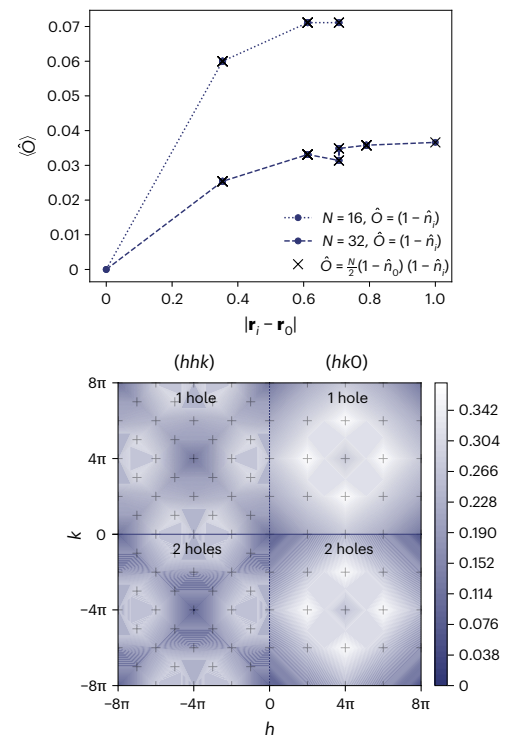 0.07
0.06
0.05
0.04
0.03
0.02
0.01
0
⟨Ô⟩
N = 16, Ô = (1 − n̂ᵢ)
N = 32, Ô = (1 − n̂ᵢ)
Ô = N/2 (1 − n̂₀) (1 − n̂ᵢ)
0 0.2 0.4 0.6 0.8 1.0
|rᵢ − r₀|
(hhk) (hk0)
8π 1 hole 1 hole
0.342
0.304
4π 0.266
0.228
k 0 0.190
2 holes 2 holes
0.152
0.114
−4π 0.076
0.038
−8π 0
−8π −4π 0 4π 8π
h